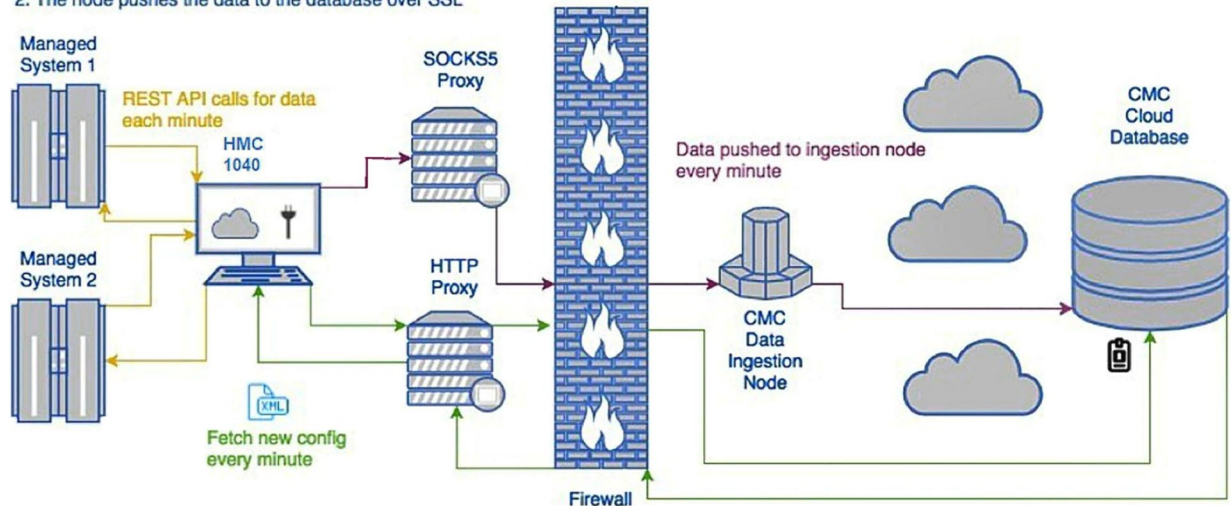 2. The node pushes the data to the database over SSL
Managed
System 1
REST API calls for data
each minute
HMC
1040
SOCKS5
Proxy
Data pushed to ingestion node
every minute
CMC
Cloud
Database
Managed
System 2
HTTP
Proxy
CMC
Data
Ingestion
Node
XML
Fetch new config
every minute
Firewall